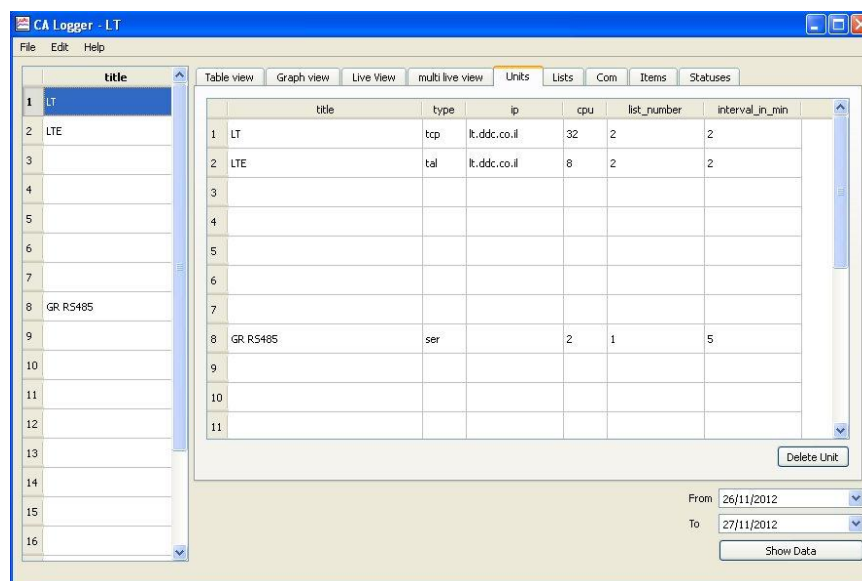 CA Logger - LT
File Edit Help
title
1 LT
2 LTE
3
4
5
6
7
8 GR RS485
9
10
11
12
13
14
15
16
Table view Graph view Live View multi live view Units Lists Com Items Statuses
title type ip cpu list_number interval_in_min
1 LT tcp lt.ddc.co.il 32 2 2
2 LTE tal lt.ddc.co.il 8 2 2
3
4
5
6
7
8 GR RS485 ser 2 1 5
9
10
11
Delete Unit
From 26/11/2012
To 27/11/2012
Show Data